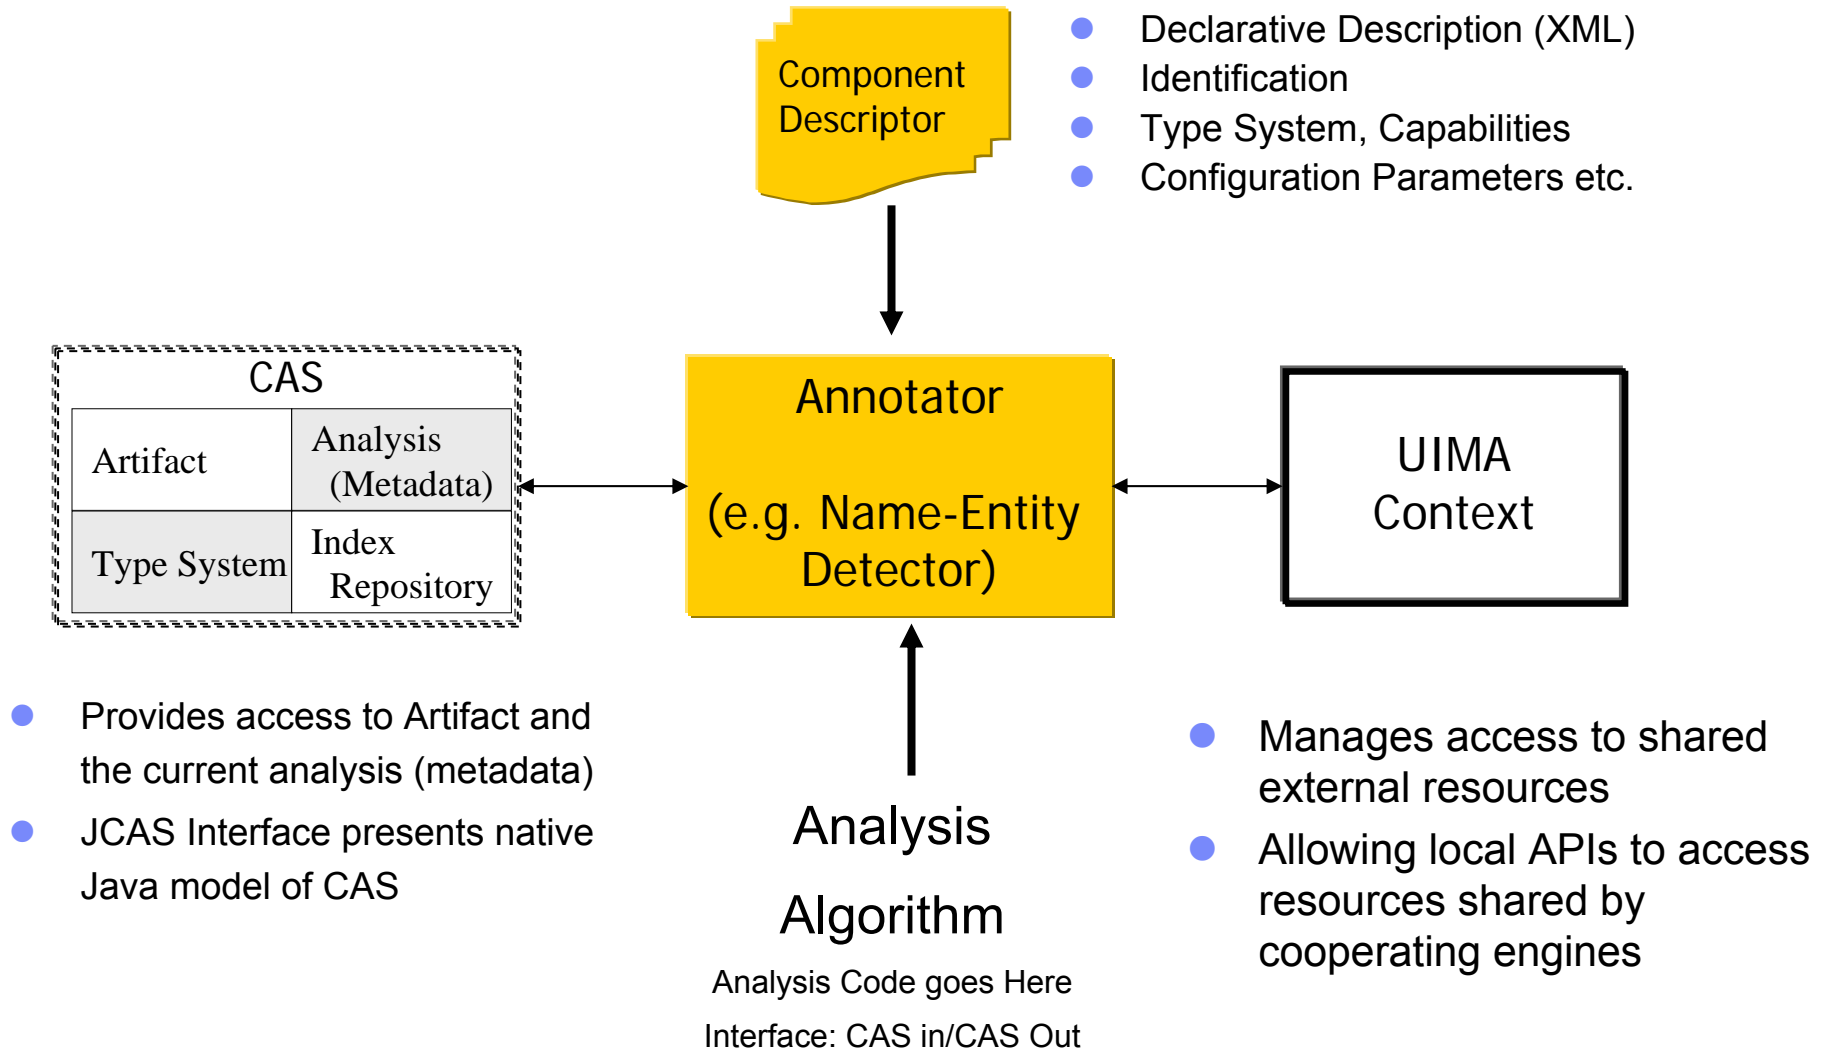 Component
Descriptor
Declarative Description (XML)
Identification
Type System, Capabilities
Configuration Parameters etc.
CAS
Artifact
Analysis
(Metadata)
Type System
Index
Repository
Annotator
(e.g. Name-Entity
Detector)
UIMA
Context
Provides access to Artifact and
the current analysis (metadata)
JCAS Interface presents native
Java model of CAS
Analysis
Algorithm
Analysis Code goes Here
Interface: CAS in/CAS Out
Manages access to shared
external resources
Allowing local APIs to access
resources shared by
cooperating engines